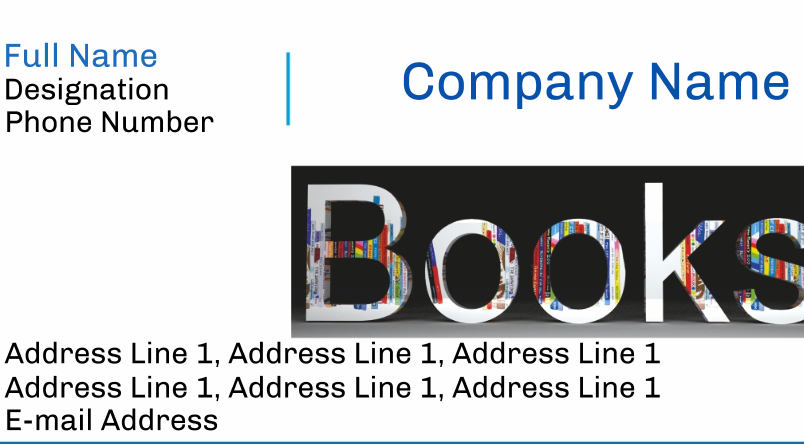 Full Name
Designation
Phone Number
Company Name
Books
Address Line 1, Address Line 1, Address Line 1
Address Line 1, Address Line 1, Address Line 1
E-mail Address